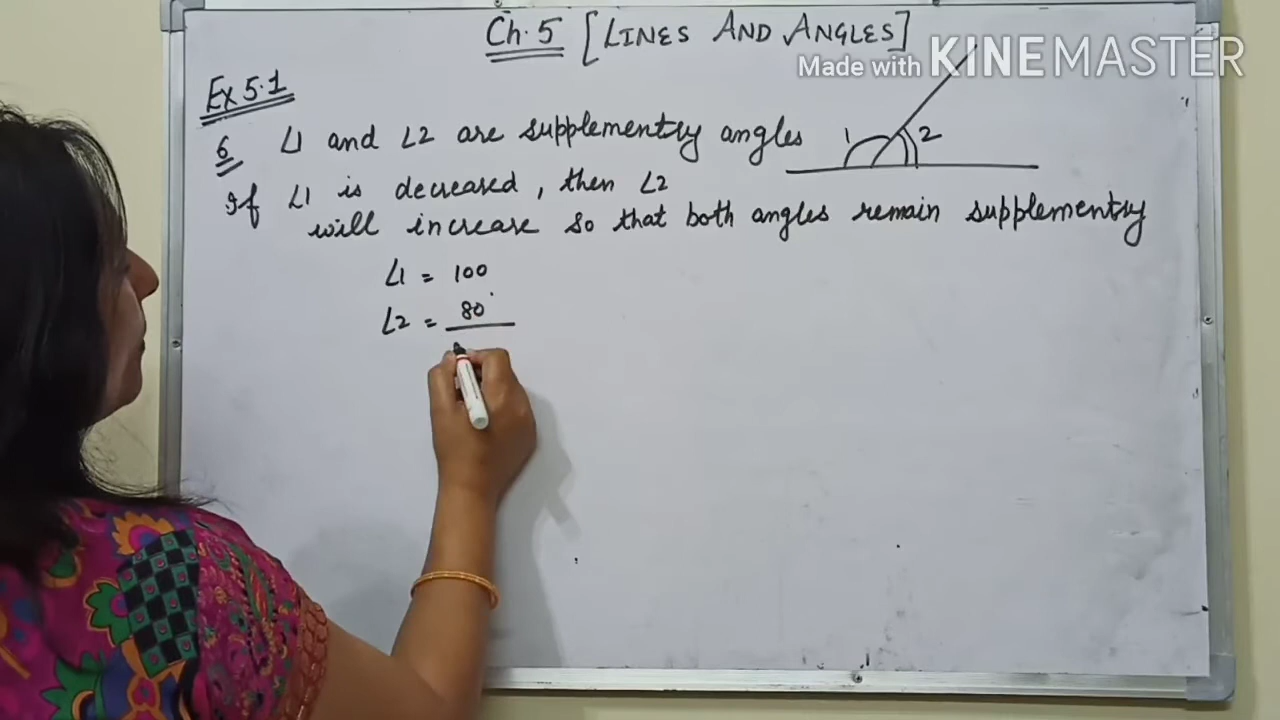 Ch. 5 [LINES AND ANGLES]
Made with KINEMASTER
Ex 5.1
6 ∠1 and ∠2 are supplementry angles
1 2
If ∠1 is decreased, then ∠2
will increase so that both angles remain supplementry
∠1 = 100
∠2 = 80°